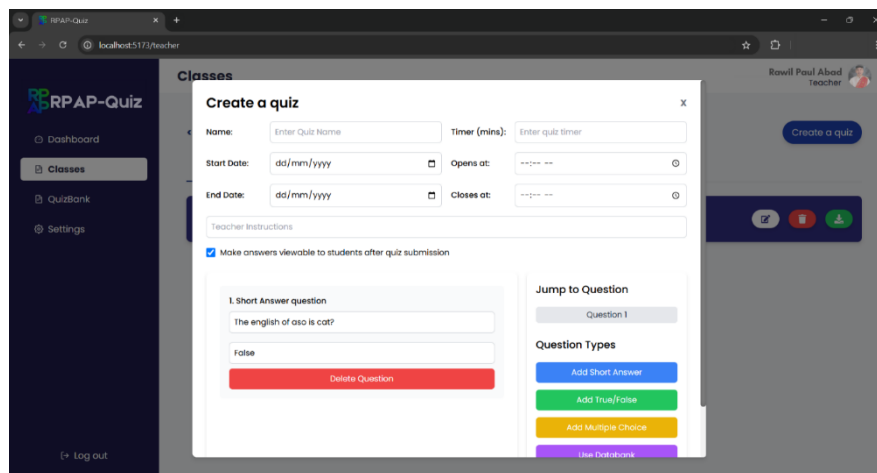 RPAP-Quiz
localhost:5173/teacher
Classes
Rawil Paul Abad
Teacher
RPAP-Quiz
Dashboard
Classes
QuizBank
Settings
Log out
Create a quiz
Create a quiz
x
Name:
Enter Quiz Name
Timer (mins):
Enter quiz timer
Start Date:
dd/mm/yyyy
Opens at:
--:-- --
End Date:
dd/mm/yyyy
Closes at:
--:-- --
Teacher Instructions
Make answers viewable to students after quiz submission
1. Short Answer question
The english of aso is cat?
False
Delete Question
Jump to Question
Question 1
Question Types
Add Short Answer
Add True/False
Add Multiple Choice
Use Databank